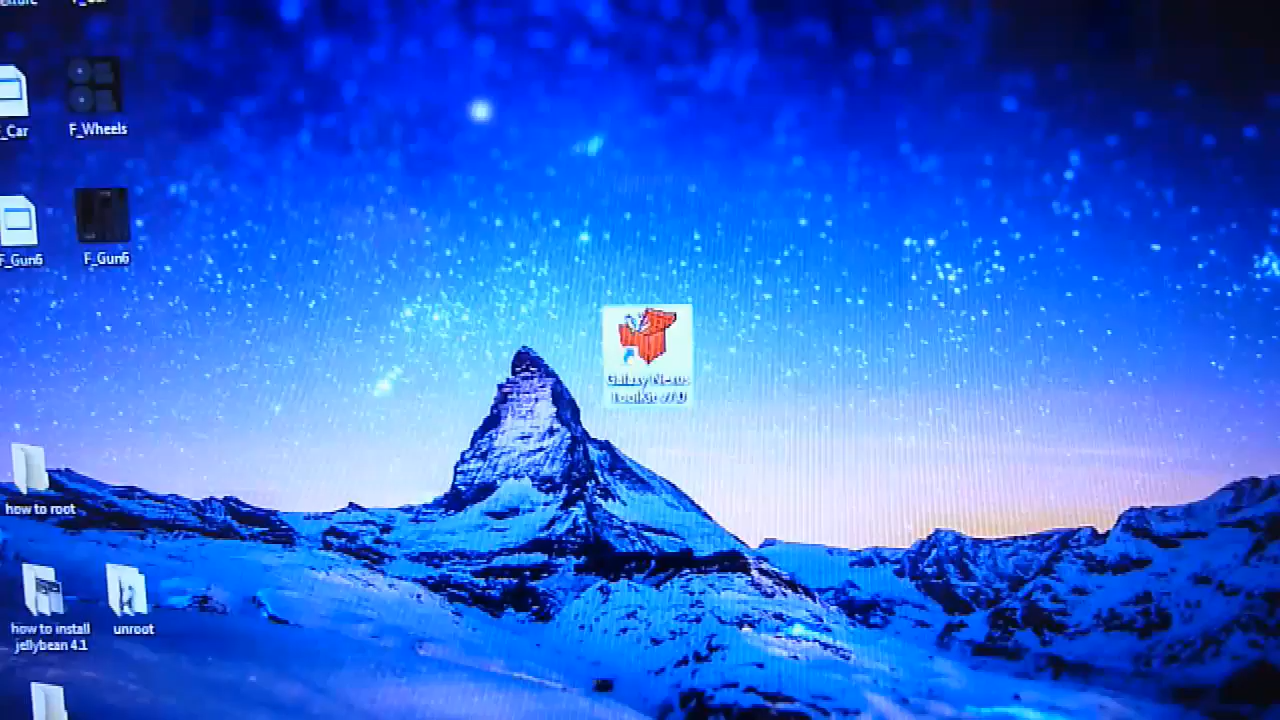 F_Wheels
_Car
F_Gun6
F_Gun6
Galaxy Nexus
Toolkit v7.0
how to root
how to install
jellybean 4.1
unroot